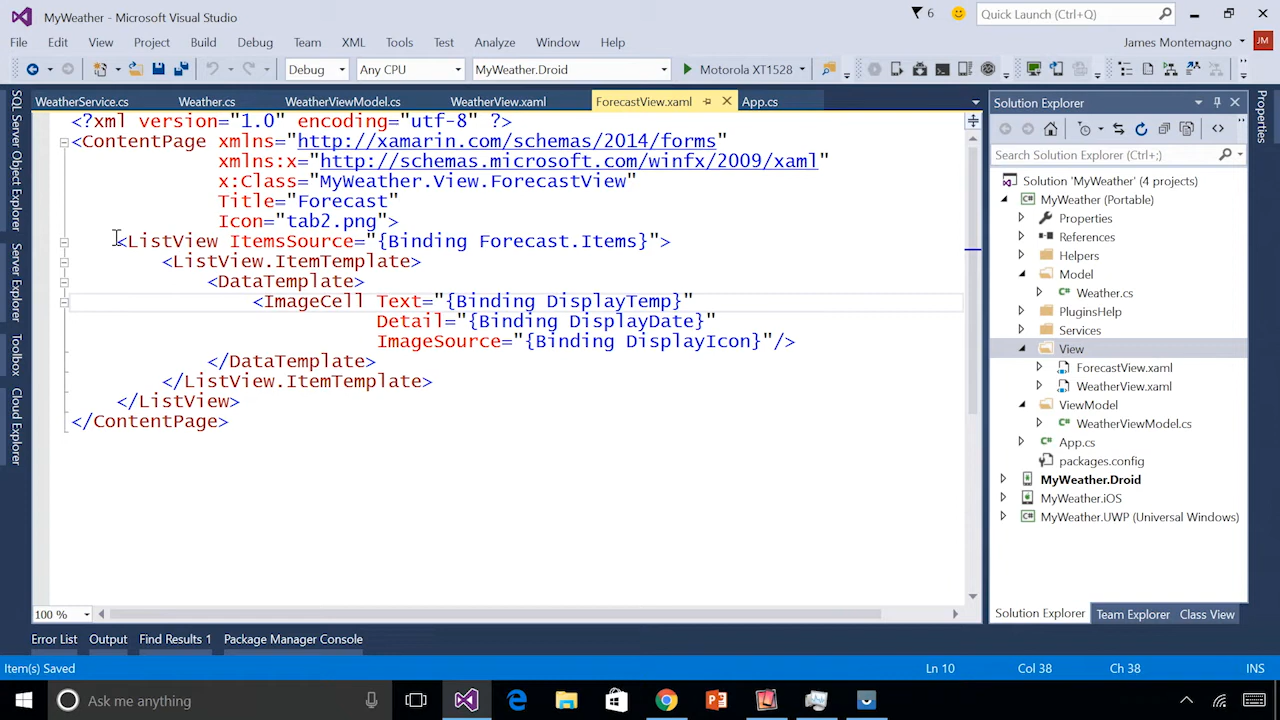 MyWeather - Microsoft Visual Studio
6
Quick Launch (Ctrl+Q)
File Edit View Project Build Debug Team XML Tools Test Analyze Window Help
James Montemagno
JM
Debug
Any CPU
MyWeather.Droid
Motorola XT1528
SQL Server Object Explorer
Server Explorer
Toolbox
Cloud Explorer
WeatherService.cs
Weather.cs
WeatherViewModel.cs
WeatherView.xaml
ForecastView.xaml
App.cs
<?xml version="1.0" encoding="utf-8" ?>
<ContentPage xmlns="http://xamarin.com/schemas/2014/forms"
xmlns:x="http://schemas.microsoft.com/winfx/2009/xaml"
x:Class="MyWeather.View.ForecastView"
Title="Forecast"
Icon="tab2.png">
<ListView ItemsSource="{Binding Forecast.Items}">
<ListView.ItemTemplate>
<DataTemplate>
<ImageCell Text="{Binding DisplayTemp}"
Detail="{Binding DisplayDate}"
ImageSource="{Binding DisplayIcon}"/>
</DataTemplate>
</ListView.ItemTemplate>
</ListView>
</ContentPage>
100 %
Solution Explorer
Search Solution Explorer (Ctrl+;)
Solution 'MyWeather' (4 projects)
MyWeather (Portable)
Properties
References
Helpers
Model
Weather.cs
PluginsHelp
Services
View
ForecastView.xaml
WeatherView.xaml
ViewModel
WeatherViewModel.cs
App.cs
packages.config
MyWeather.Droid
MyWeather.iOS
MyWeather.UWP (Universal Windows)
Solution Explorer Team Explorer Class View
Properties
Error List Output Find Results 1 Package Manager Console
Item(s) Saved
Ln 10
Col 38
Ch 38
INS
Ask me anything